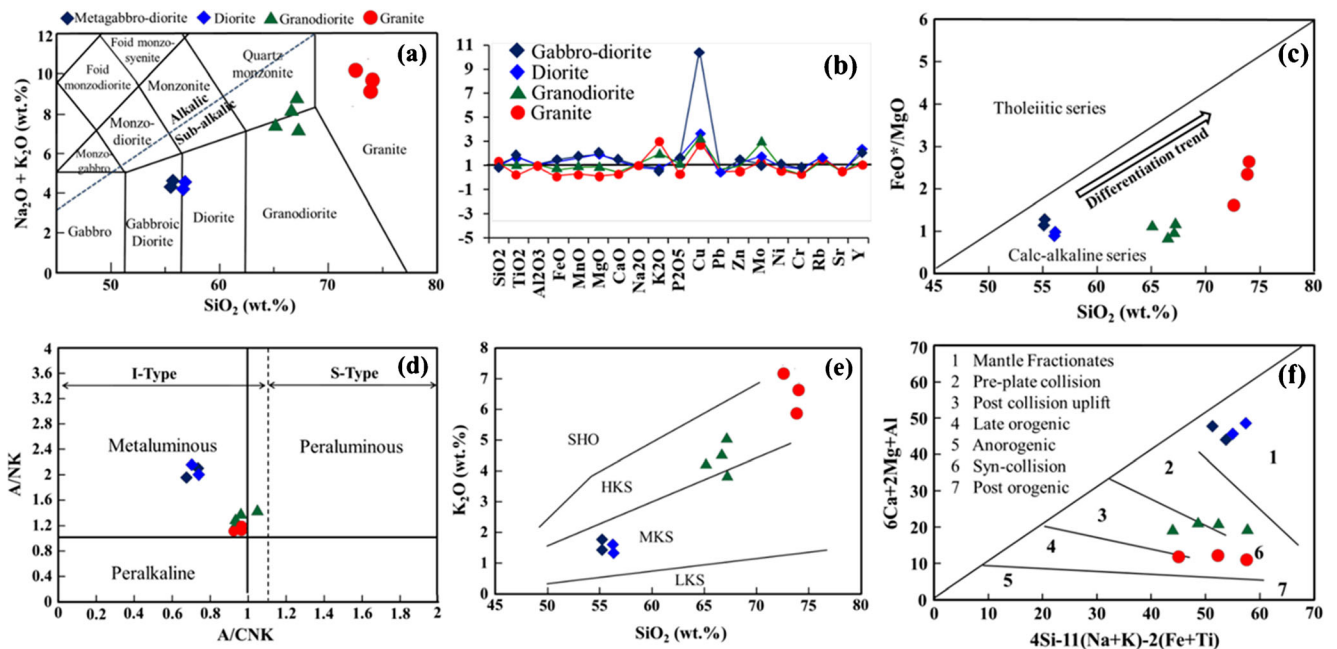 Metagabbro-diorite Diorite Granodiorite Granite
(a)
Na2O + K2O (wt.%)
12
10
8
6
4
2
0
Foid monzo-
syenite
Foid
monzodiorite
Monzonite
Quartz
monzonite
Alkalic
Sub-alkalic
Monzo-
diorite
Monzo-
gabbro
Granite
Gabbro
Gabbroic
Diorite
Diorite
Granodiorite
50 60 70 80
SiO2 (wt.%)
(b)
11
9
7
5
3
1
-1
-3
-5
Gabbro-diorite
Diorite
Granodiorite
Granite
SiO2
TiO2
Al2O3
FeO
MnO
MgO
CaO
Na2O
K2O
P2O5
Cu
Pb
Zn
Mo
Ni
Cr
Rb
Sr
Y
(c)
FeO*/MgO
6
5
4
3
2
1
0
Tholeiitic series
Differentiation trend
Calc-alkaline series
45 50 55 60 65 70 75 80
SiO2 (wt.%)
(d)
A/NK
4
3.6
3.2
2.8
2.4
2
1.6
1.2
0.8
0.4
0
I-Type S-Type
Metaluminous Peraluminous
Peralkaline
0 0.2 0.4 0.6 0.8 1 1.2 1.4 1.6 1.8 2
A/CNK
(e)
K2O (wt.%)
8
7
6
5
4
3
2
1
0
SHO
HKS
MKS
LKS
45 50 55 60 65 70 75 80
SiO2 (wt.%)
(f)
6Ca+2Mg+Al
70
60
50
40
30
20
10
0
1 Mantle Fractionates
2 Pre-plate collision
3 Post collision uplift
4 Late orogenic
5 Anorogenic
6 Syn-collision
7 Post orogenic
1
2
3
4
5
6
7
0 10 20 30 40 50 60 70
4Si-11(Na+K)-2(Fe+Ti)